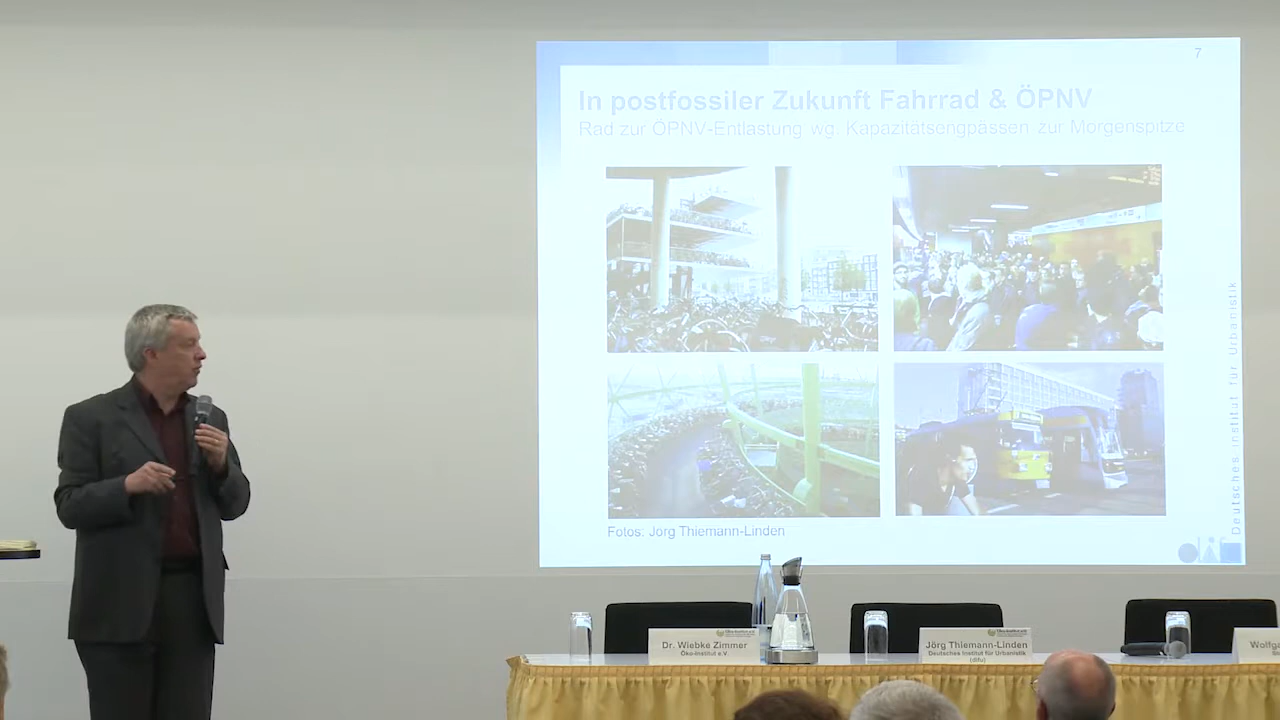 7
In postfossiler Zukunft Fahrrad & ÖPNV
Rad zur ÖPNV-Entlastung wg. Kapazitätsengpässen zur Morgenspitze
Fotos: Jörg Thiemann-Linden
Deutsches Institut für Urbanistik
difu
Dr. Wiebke Zimmer
Öko-Institut e.V.
Jörg Thiemann-Linden
Deutsches Institut für Urbanistik
(difu)